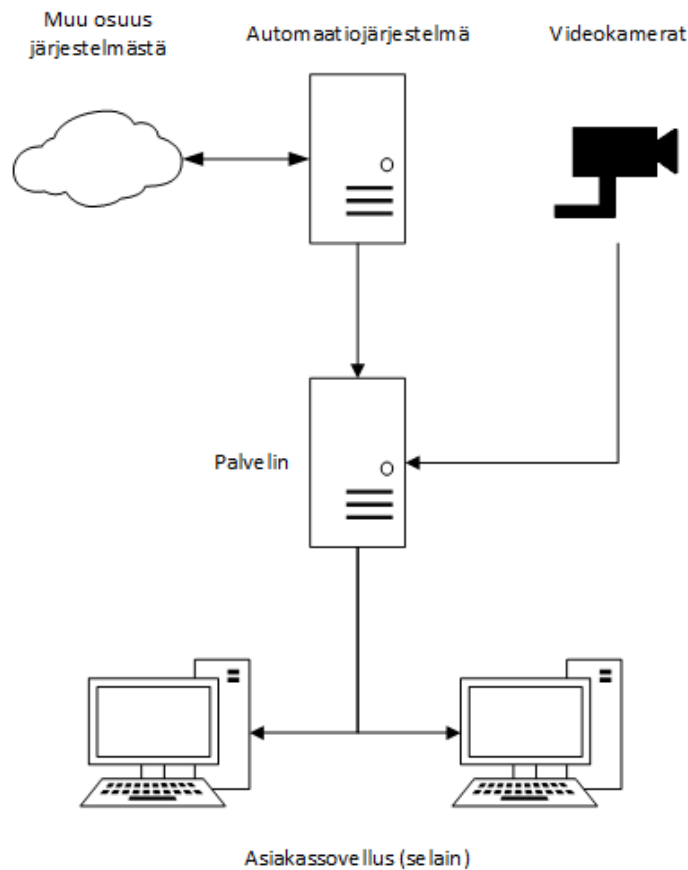 Muu osuus
järjestelmästä
Automaatiojärjestelmä
Videokamerat
Palvelin
Asiakassovellus (selain)